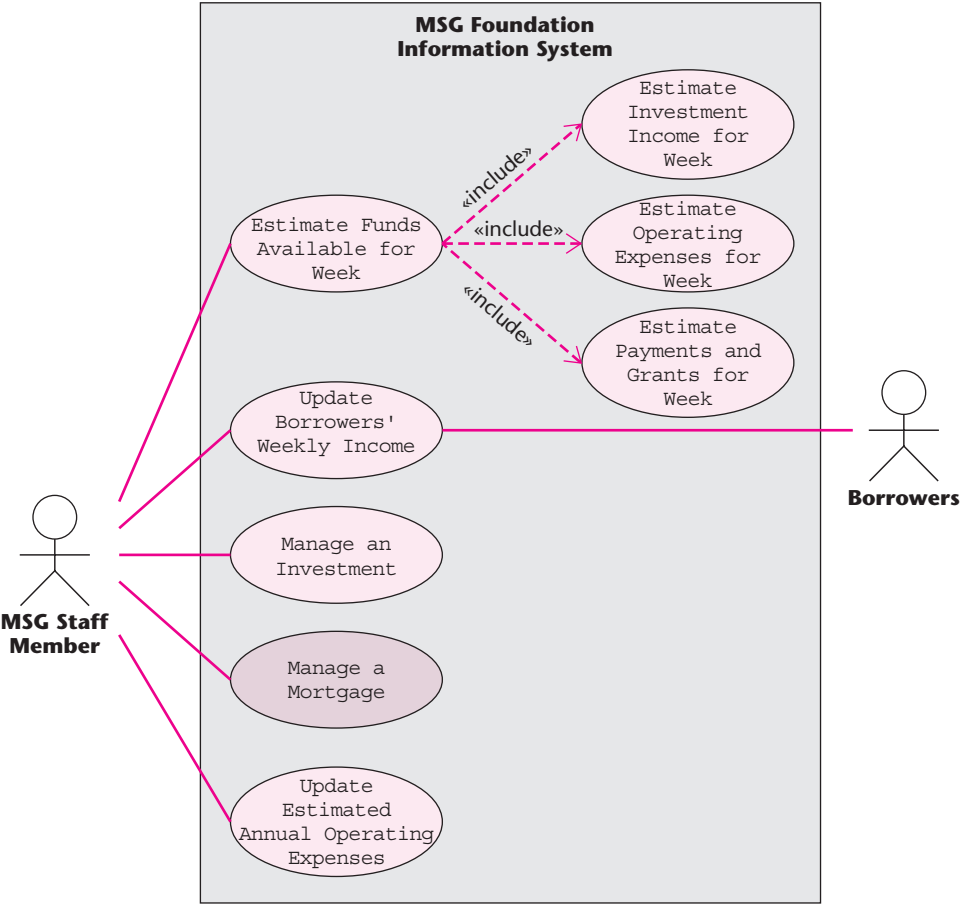 MSG Foundation
Information System
Estimate
Investment
Income for
Week
«include»
Estimate Funds
Available for
Week
«include»
Estimate
Operating
Expenses for
Week
«include»
Estimate
Payments and
Grants for
Week
Update
Borrowers'
Weekly Income
Borrowers
Manage an
Investment
MSG Staff
Member
Manage a
Mortgage
Update
Estimated
Annual Operating
Expenses